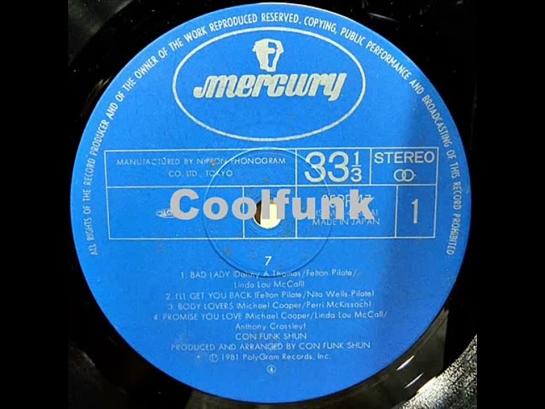 ALL RIGHTS OF THE RECORD PRODUCER AND OF THE OWNER OF THE WORK REPRODUCED RESERVED. COPYING, PUBLIC PERFORMANCE AND BROADCASTING OF THIS RECORD PROHIBITED
mercury
MANUFACTURED BY NIPPON PHONOGRAM
CO. LTD., TOKYO
33 1/3
STEREO
Coolfunk
MADE IN JAPAN
1
7
1. BAD LADY (Danny A Thomas/Felton Pilate/
Linda Lou McCall)
2. I'LL GET YOU BACK (Felton Pilate/Nita Wells-Pilate)
3. BODY LOVERS (Michael Cooper/Perri McKissack)
4. PROMISE YOU LOVE (Michael Cooper/Linda Lou McCall/
Anthony Crossley)
CON FUNK SHUN
PRODUCED AND ARRANGED BY CON FUNK SHUN
Ⓟ 1981 PolyGram Records, Inc.